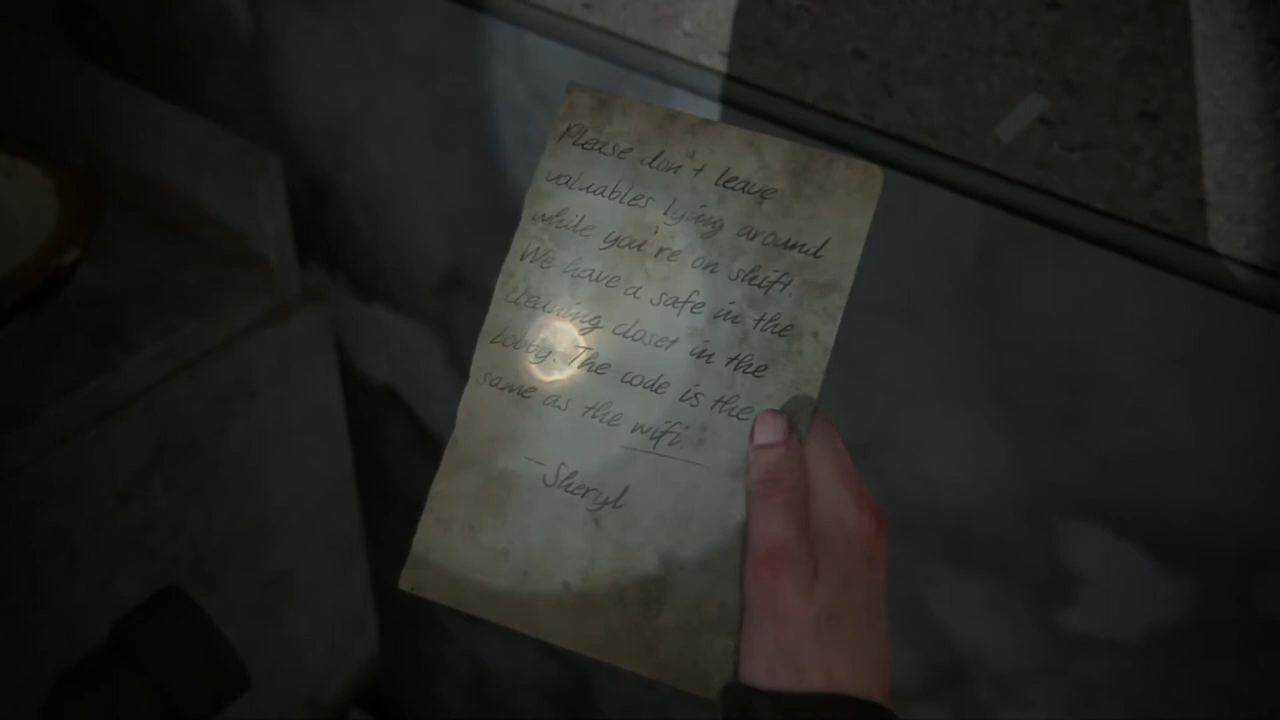 Please don't leave
valuables lying around
while you're on shift.
We have a safe in the
cleaning closet in the
lobby. The code is the
same as the wifi.
--Sheryl